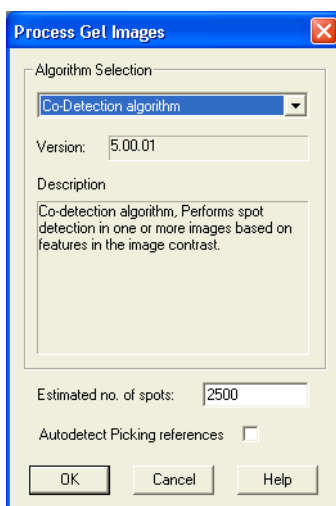 Process Gel Images
Algorithm Selection
Co-Detection algorithm
Version: 5.00.01
Description
Co-detection algorithm, Performs spot
detection in one or more images based on
features in the image contrast.
Estimated no. of spots: 2500
Autodetect Picking references
OK Cancel Help